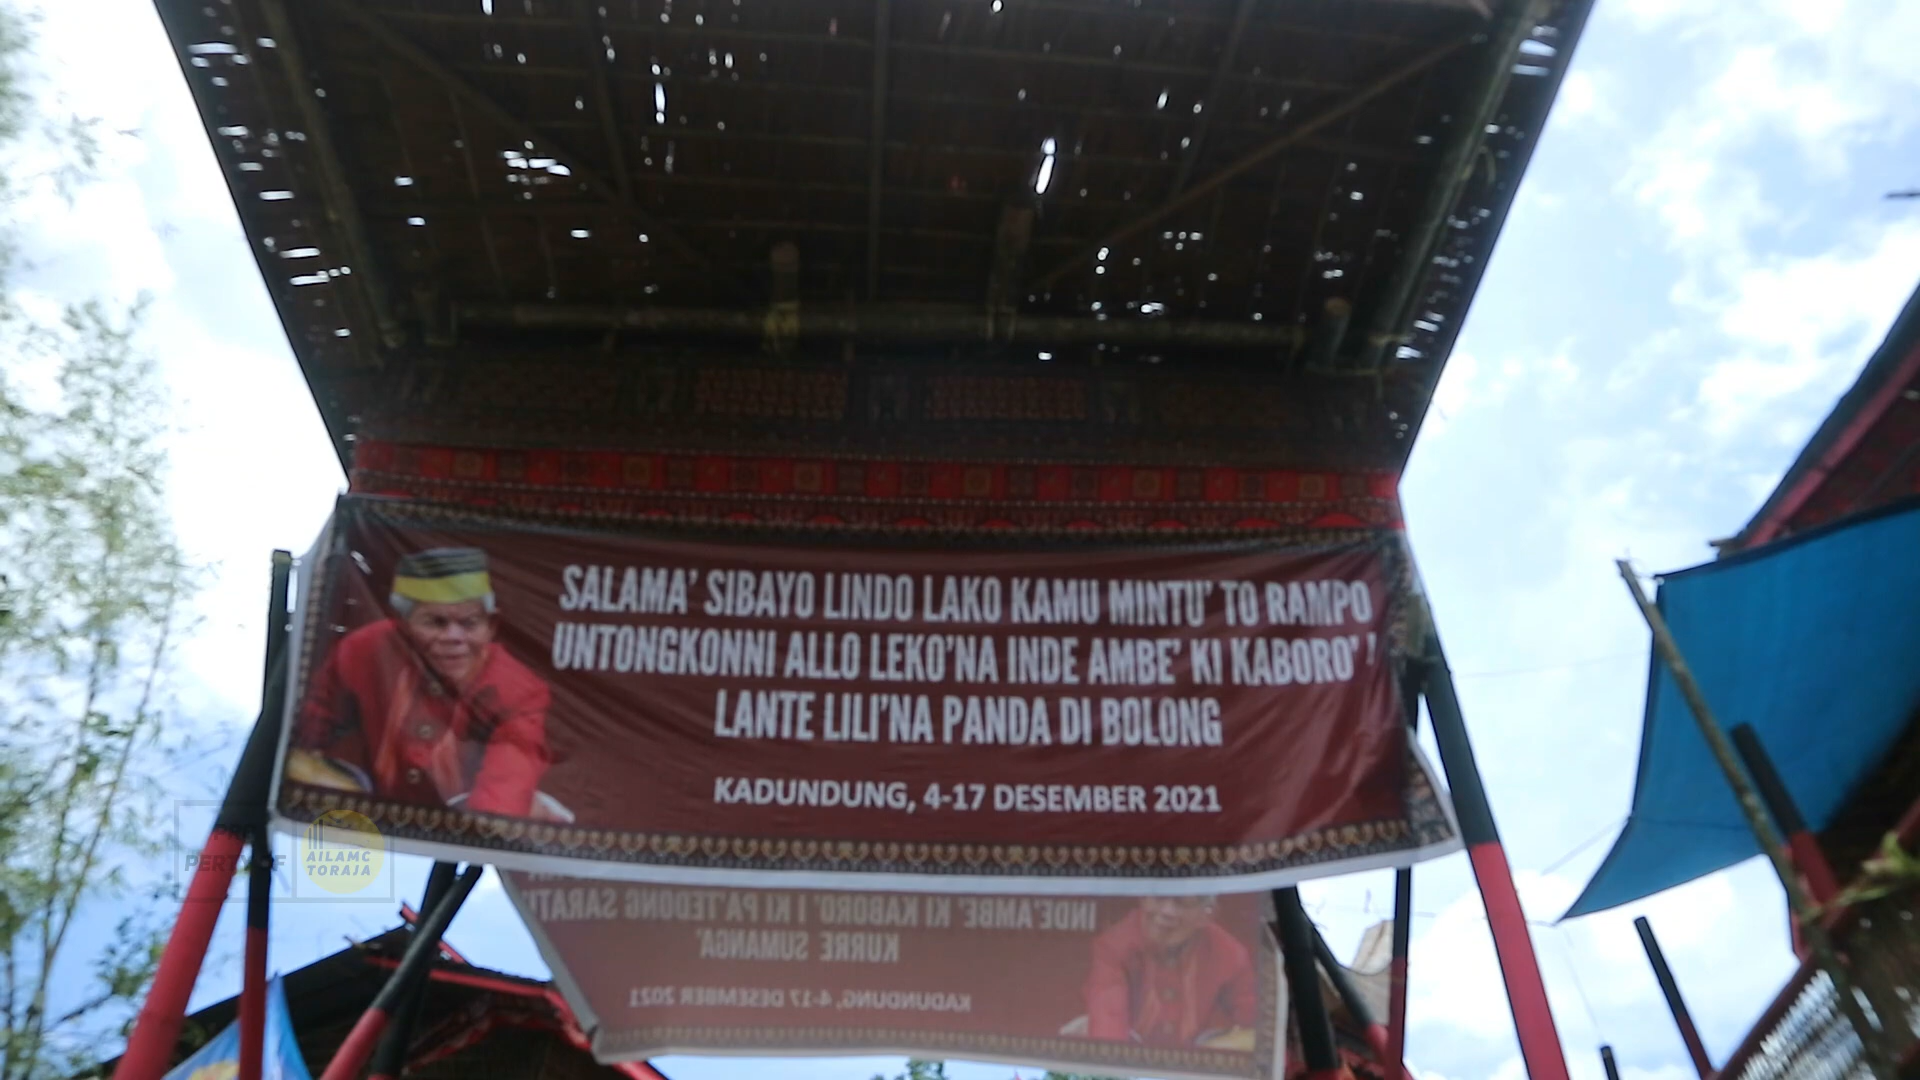 SALAMA' SIBAYO LINDO LAKO KAMU MINTU' TO RAMPO
UNTONGKONNI ALLO LEKO'NA INDE AMBE' KI KABORO' !
LANTE LILI'NA PANDA DI BOLONG
KADUNDUNG, 4-17 DESEMBER 2021
PERTY OF
AILAMC
TORAJA
INDE'AMBE' KI KABORO' I KI PA'TEDONG SARATU
KURRE SUMANGA'
KADUNDUNG, 4-17 DESEMBER 2021